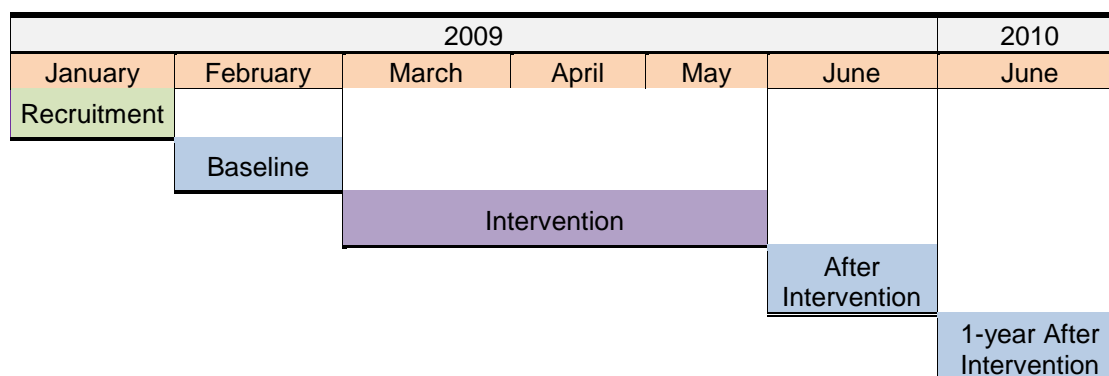 2009 2010
January February March April May June June
Recruitment
Baseline
Intervention
After
Intervention
1-year After
Intervention